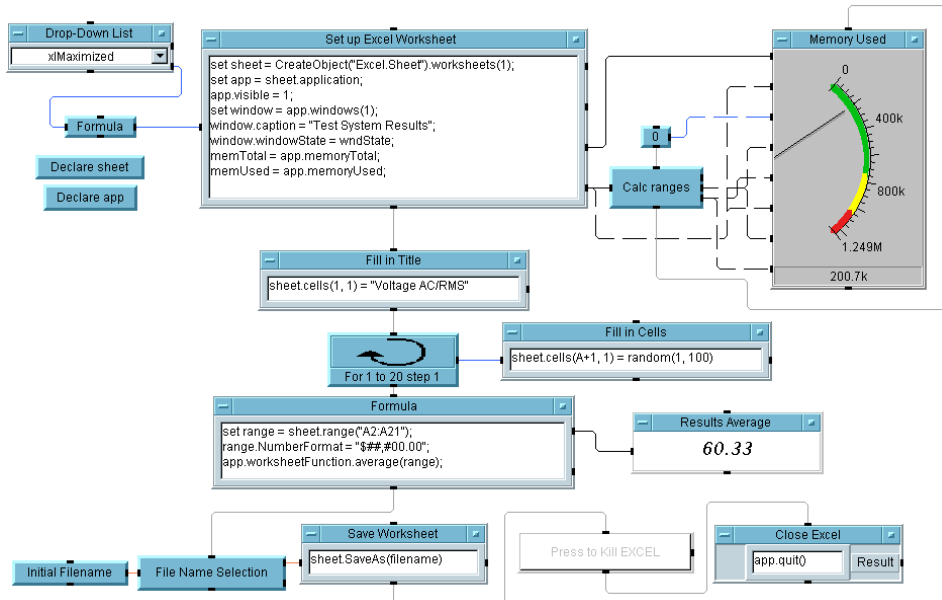 Drop-Down List
xlMaximized
Formula
Declare sheet
Declare app
Set up Excel Worksheet
set sheet = CreateObject("Excel.Sheet").worksheets(1);
set app = sheet.application;
app.visible = 1;
set window = app.windows(1);
window.caption = "Test System Results";
window.windowState = wndState;
memTotal = app.memoryTotal;
memUsed = app.memoryUsed;
0
Calc ranges
Memory Used
0
400k
800k
1.249M
200.7k
Fill in Title
sheet.cells(1, 1) = "Voltage AC/RMS"
For 1 to 20 step 1
Fill in Cells
sheet.cells(A+1, 1) = random(1, 100)
Formula
set range = sheet.range("A2:A21");
range.NumberFormat = "$##,#00.00";
app.worksheetFunction.average(range);
Results Average
60.33
Initial Filename
File Name Selection
Save Worksheet
sheet.SaveAs(filename)
Press to Kill EXCEL
Close Excel
app.quit()
Result